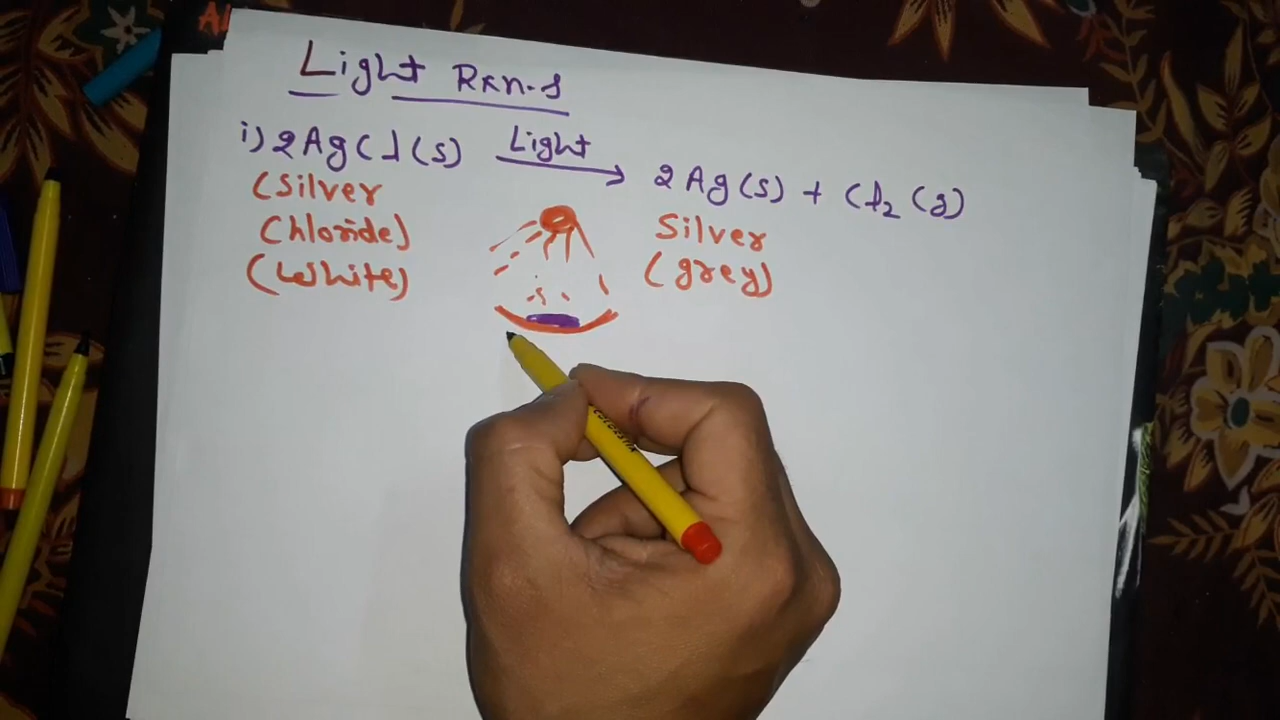 Light Rxn.s
i) 2AgCl(s) Light → 2Ag(s) + Cl₂(g)
(Silver
Chloride)
(White)
Silver
(grey)